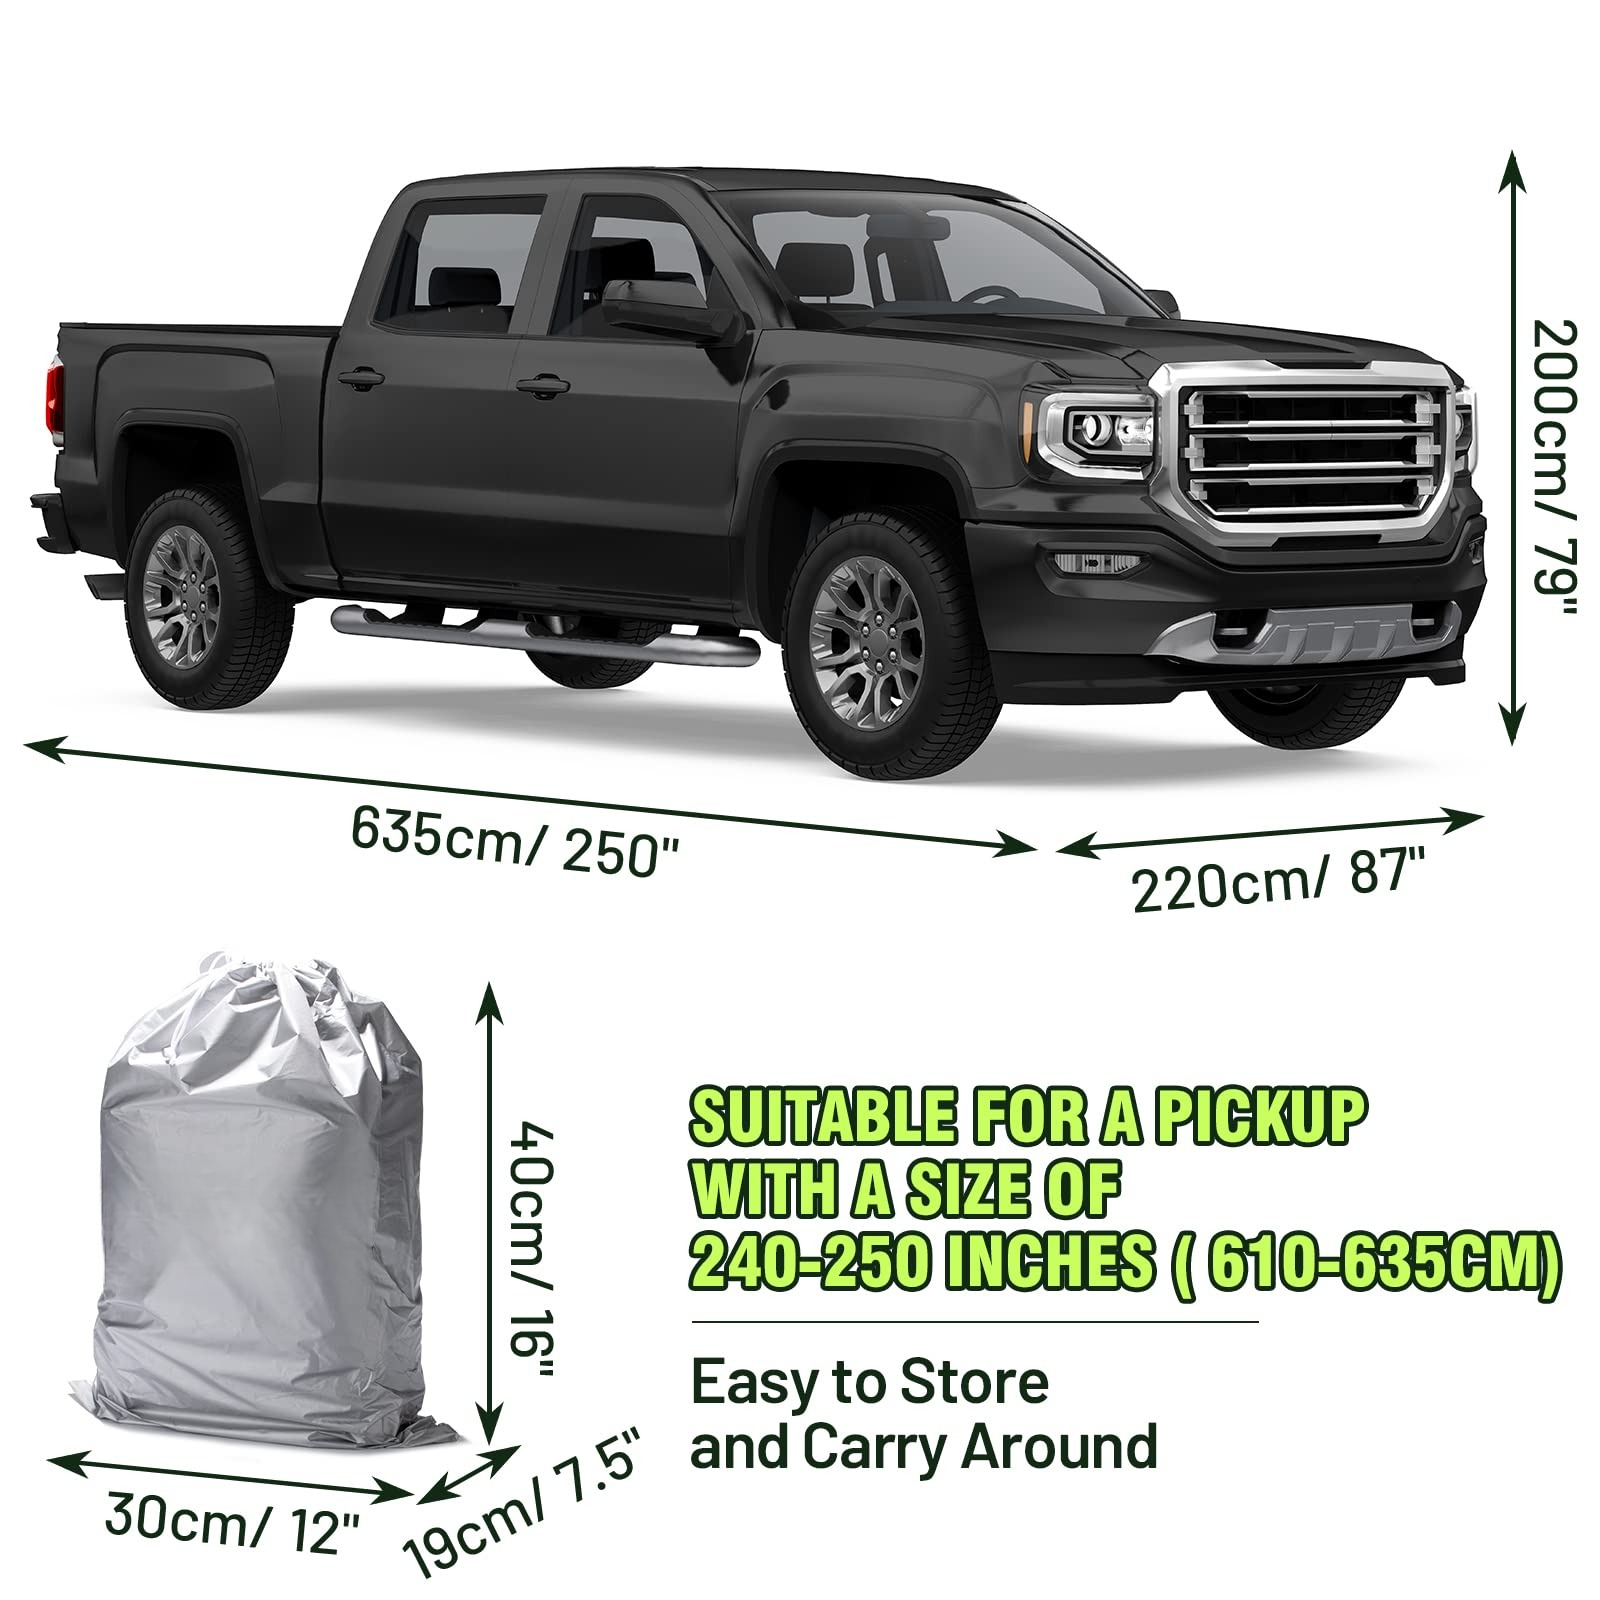 200cm/ 79"
635cm/ 250"
220cm/ 87"
40cm/ 16"
30cm/ 12"
19cm/ 7.5"
SUITABLE FOR A PICKUP
WITH A SIZE OF
240-250 INCHES ( 610-635CM)
Easy to Store
and Carry Around